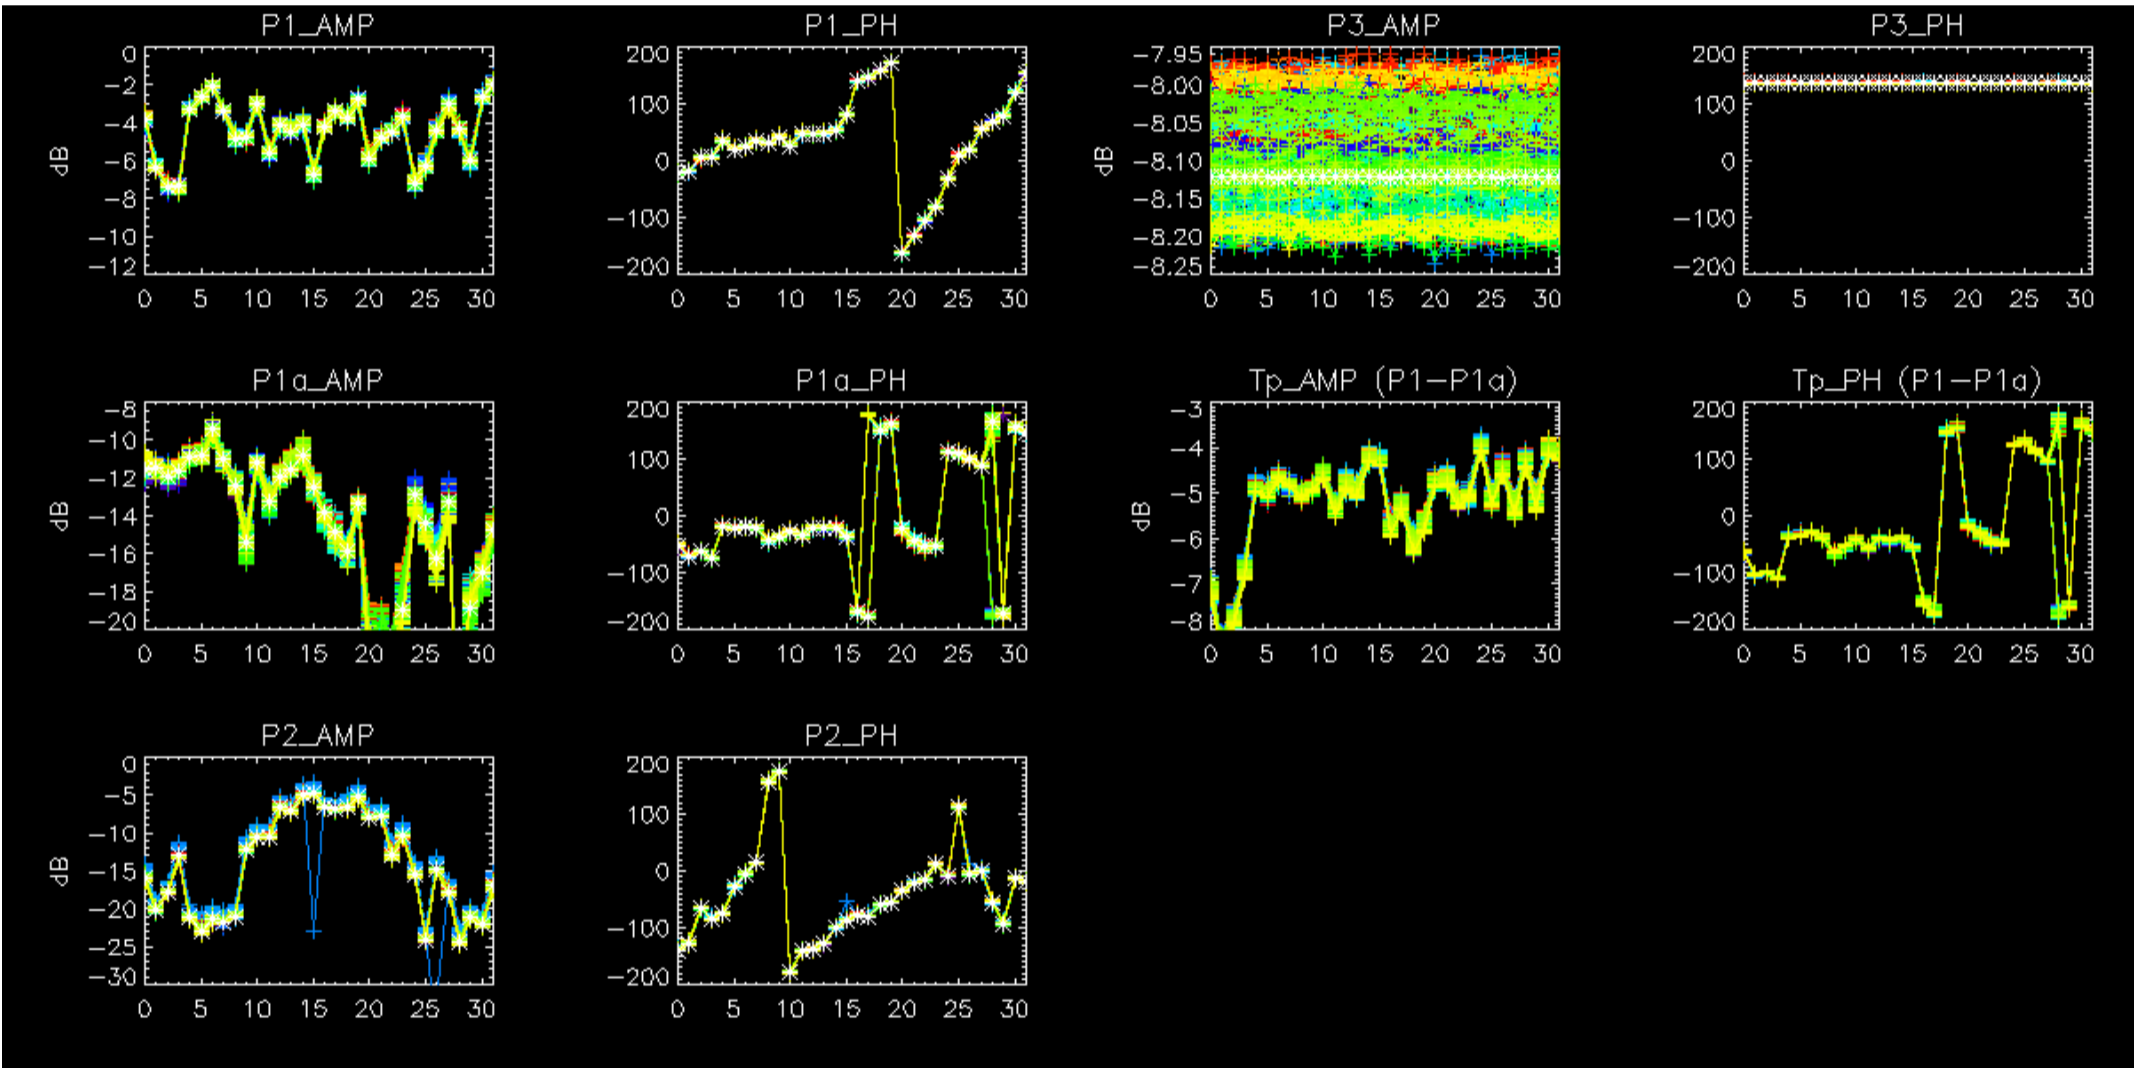 P1_AMP P1_PH P3_AMP P3_PH
0 200 -7.95 200
-2 -8.00
-4 100 -8.05 100
dB -6 0 dB -8.10 0
-8 -8.15
-10 -100 -8.20 -100
-12 -200 -8.25 -200
0 5 10 15 20 25 30 0 5 10 15 20 25 30 0 5 10 15 20 25 30 0 5 10 15 20 25 30
P1a_AMP P1a_PH Tp_AMP (P1-P1a) Tp_PH (P1-P1a)
-8 200 -3 200
-10 100 -4 100
-12
dB -14 0 dB -5 0
-16 -100 -6 -100
-18 -7
-20 -200 -8 -200
0 5 10 15 20 25 30 0 5 10 15 20 25 30 0 5 10 15 20 25 30 0 5 10 15 20 25 30
P2_AMP P2_PH
0 200
-5 100
-10
dB -15 0
-20
-25 -100
-30 -200
0 5 10 15 20 25 30 0 5 10 15 20 25 30